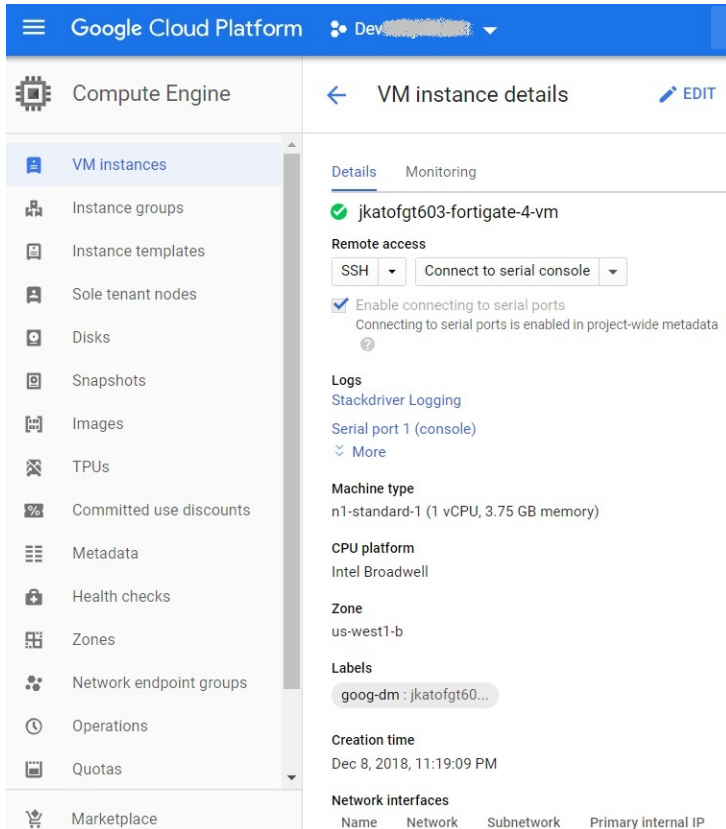 Google Cloud Platform
Dev
Compute Engine
VM instance details
EDIT
VM instances
Instance groups
Instance templates
Sole tenant nodes
Disks
Snapshots
Images
TPUs
Committed use discounts
Metadata
Health checks
Zones
Network endpoint groups
Operations
Quotas
Marketplace
Details Monitoring
jkatofgt603-fortigate-4-vm
Remote access
SSH Connect to serial console
Enable connecting to serial ports
Connecting to serial ports is enabled in project-wide metadata
Logs
Stackdriver Logging
Serial port 1 (console)
More
Machine type
n1-standard-1 (1 vCPU, 3.75 GB memory)
CPU platform
Intel Broadwell
Zone
us-west1-b
Labels
goog-dm : jkatofgt60...
Creation time
Dec 8, 2018, 11:19:09 PM
Network interfaces
Name Network Subnetwork Primary internal IP